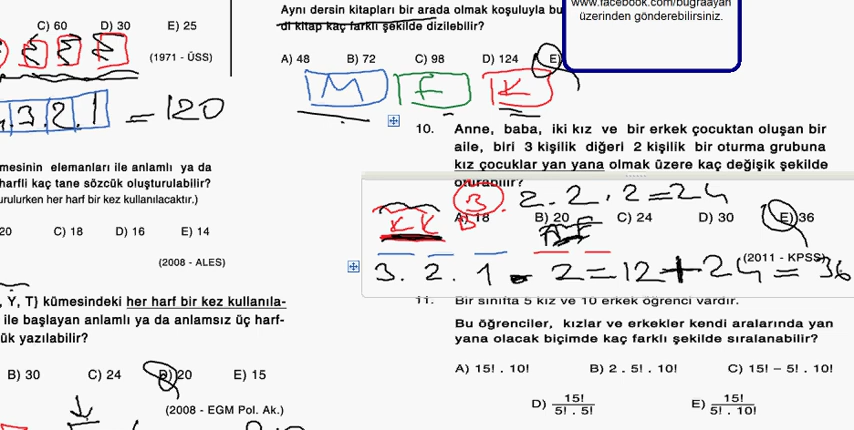 C) 60 D) 30 E) 25
(1971 - ÜSS)
3.2.1 = 120
mesinin elemanları ile anlamlı ya da
harfli kaç tane sözcük oluşturulabilir?
urulurken her harf bir kez kullanılacaktır.)
20 C) 18 D) 16 E) 14
(2008 - ALES)
, Y, T} kümesindeki her harf bir kez kullanıla-
ile başlayan anlamlı ya da anlamsız üç harf-
ük yazılabilir?
B) 30 C) 24 D) 20 E) 15
(2008 - EGM Pol. Ak.)
Aynı dersin kitapları bir arada olmak koşuluyla bu
di kitap kaç farklı şekilde dizilebilir?
A) 48 B) 72 C) 98 D) 124 E)
M F K
www.facebook.com/bugraayan
üzerinden gönderebilirsiniz.
10. Anne, baba, iki kız ve bir erkek çocuktan oluşan bir
aile, biri 3 kişilik diğeri 2 kişilik bir oturma grubuna
kız çocuklar yan yana olmak üzere kaç değişik şekilde
oturabilir?
3. 2. 2. 2 = 24
K K B
A) 18 B) 20 C) 24 D) 30 E) 36
(2011 - KPSS)
3. 2. 1 . 2 = 12 + 24 = 36
11. Bir sınıfta 5 kız ve 10 erkek öğrenci vardır.
Bu öğrenciler, kızlar ve erkekler kendi aralarında yan
yana olacak biçimde kaç farklı şekilde sıralanabilir?
A) 15! . 10! B) 2 . 5! . 10! C) 15! – 5! . 10!
D) 15! / 5! . 5! E) 15! / 5! . 10!